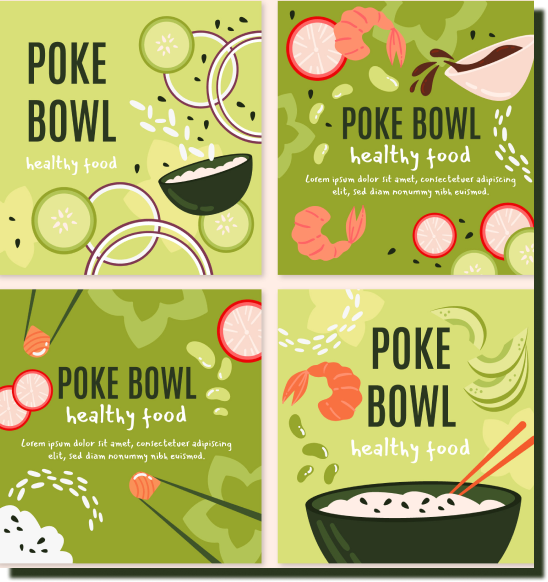 POKE
BOWL
healthy food
POKE BOWL
healthy food
Lorem ipsum dolor sit amet, consectetuer adipiscing
elit, sed diam nonummy nibh euismod.
POKE BOWL
healthy food
Lorem ipsum dolor sit amet, consectetuer adipiscing
elit, sed diam nonummy nibh euismod.
POKE
BOWL
healthy food